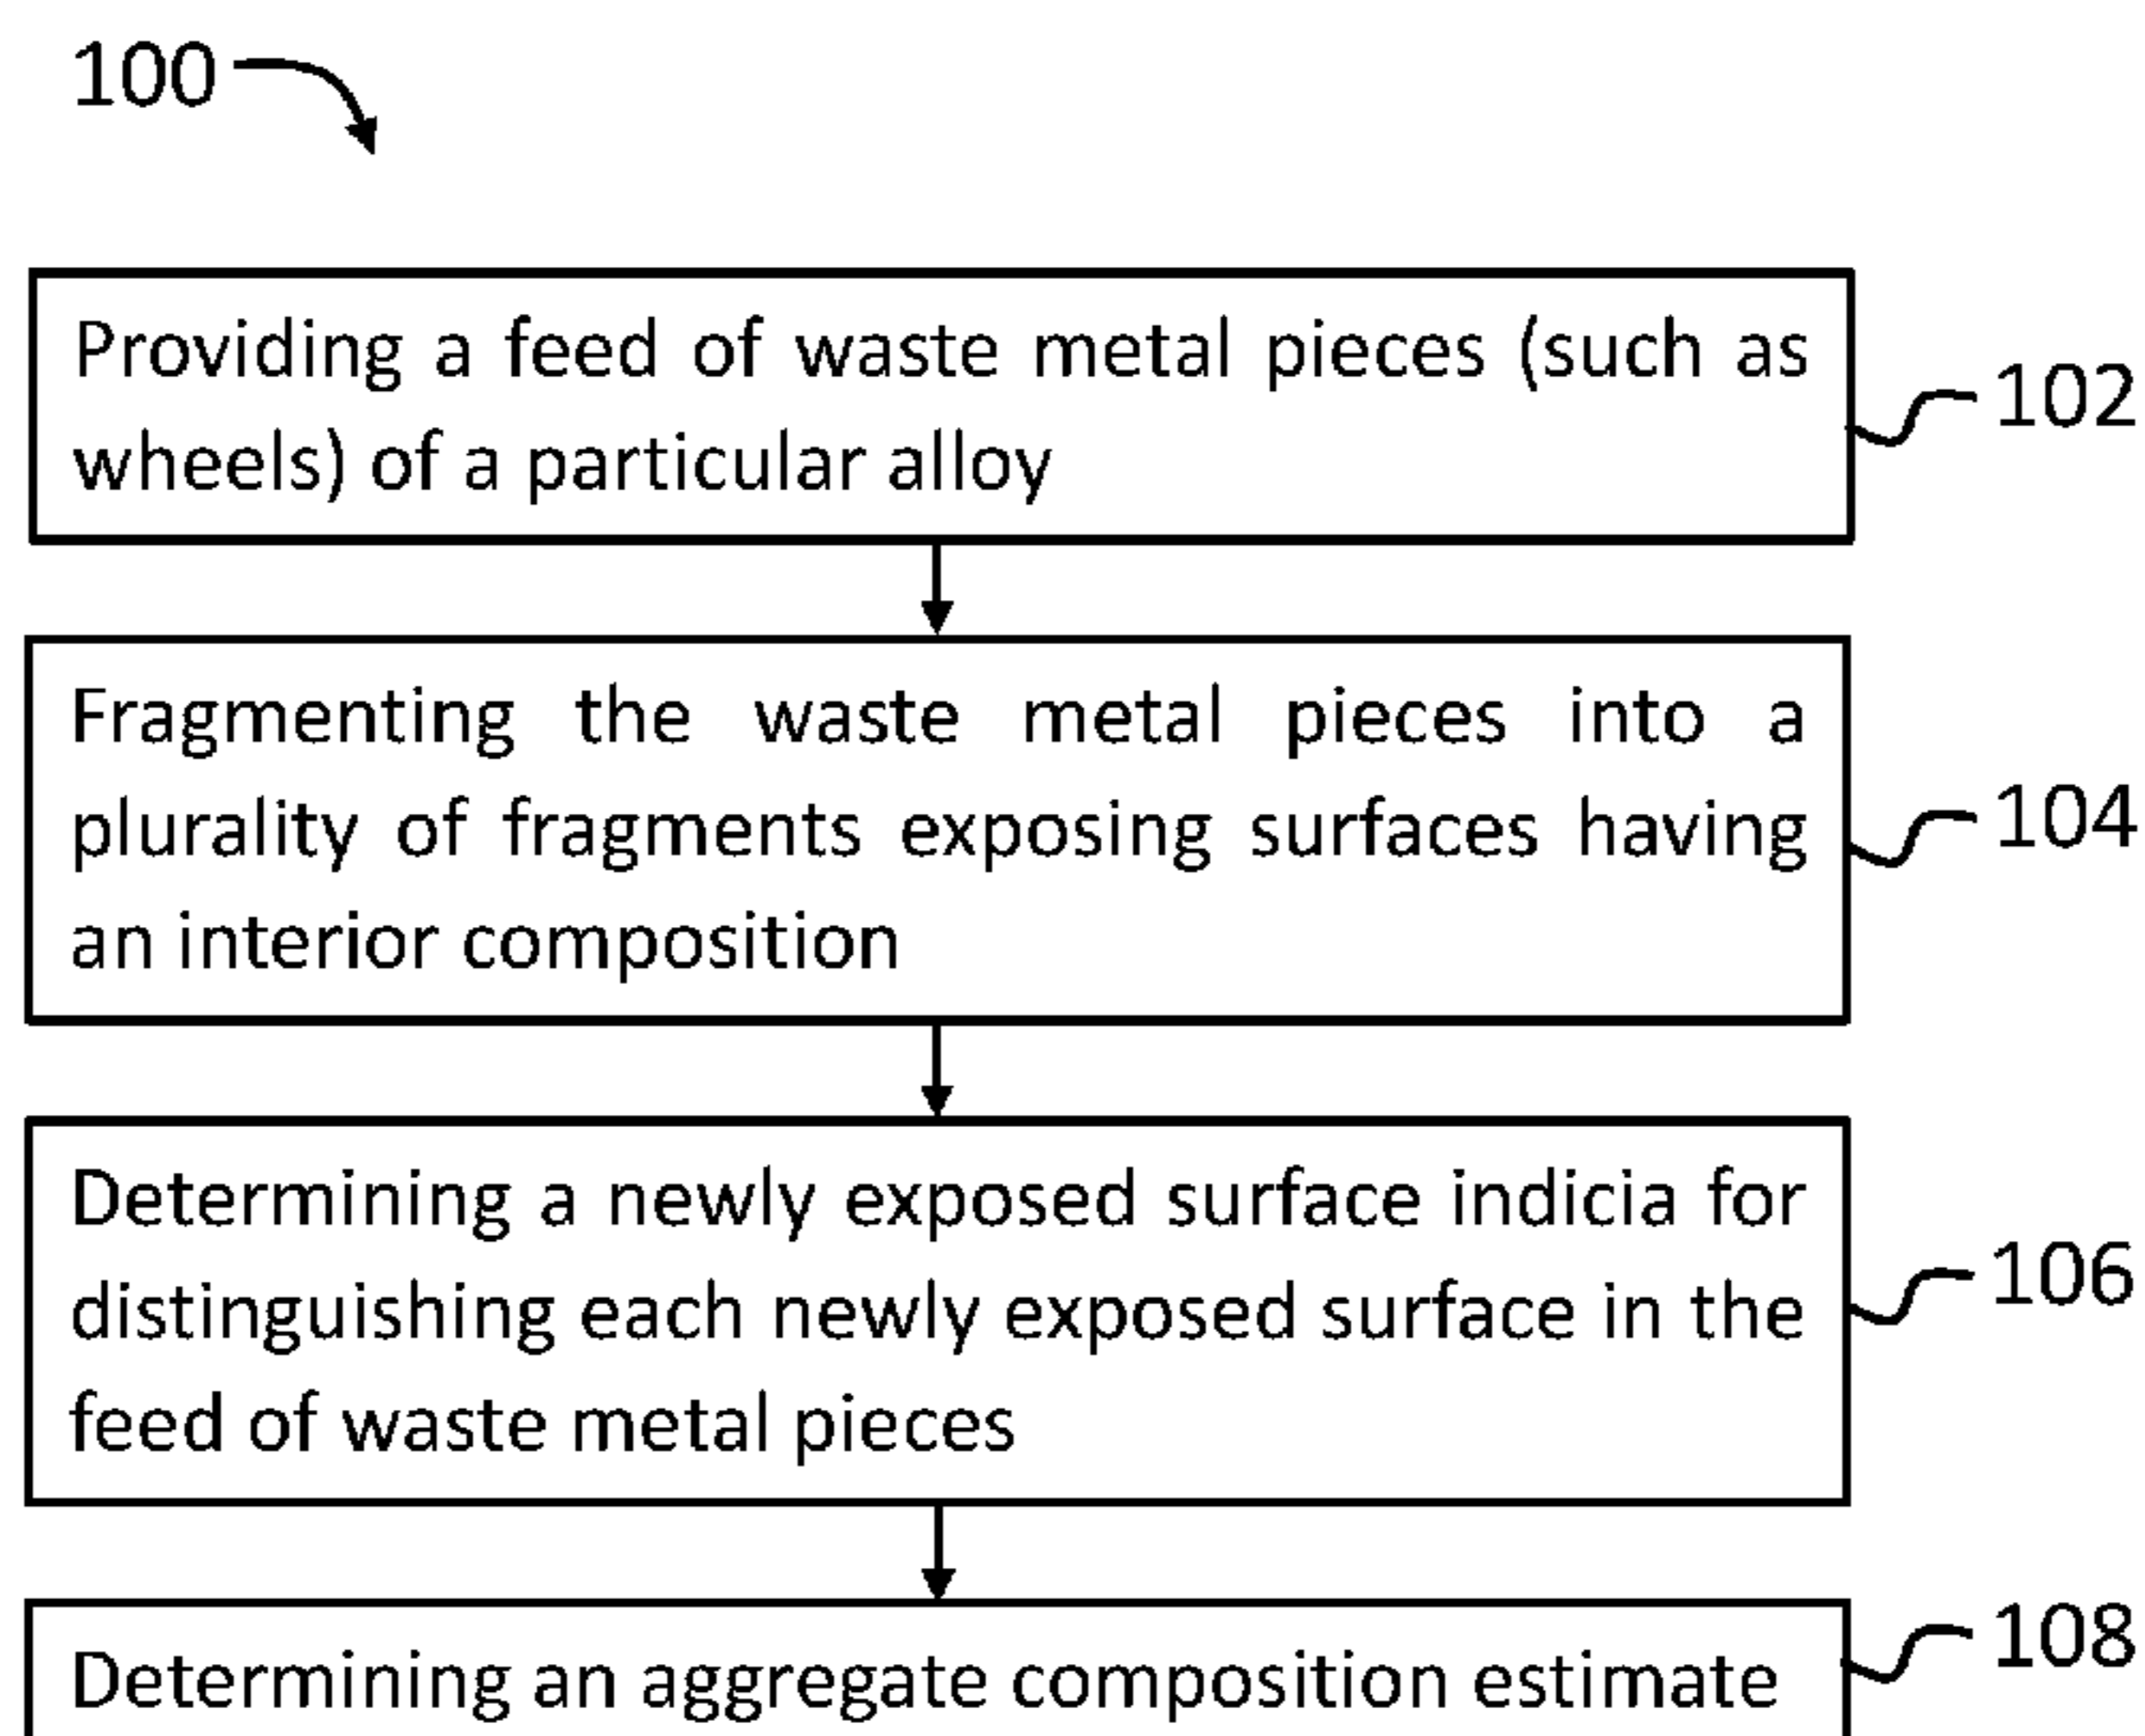 100
Providing a feed of waste metal pieces (such as
wheels) of a particular alloy
102
Fragmenting the waste metal pieces into a
plurality of fragments exposing surfaces having
an interior composition
104
Determining a newly exposed surface indicia for
distinguishing each newly exposed surface in the
feed of waste metal pieces
106
Determining an aggregate composition estimate
108